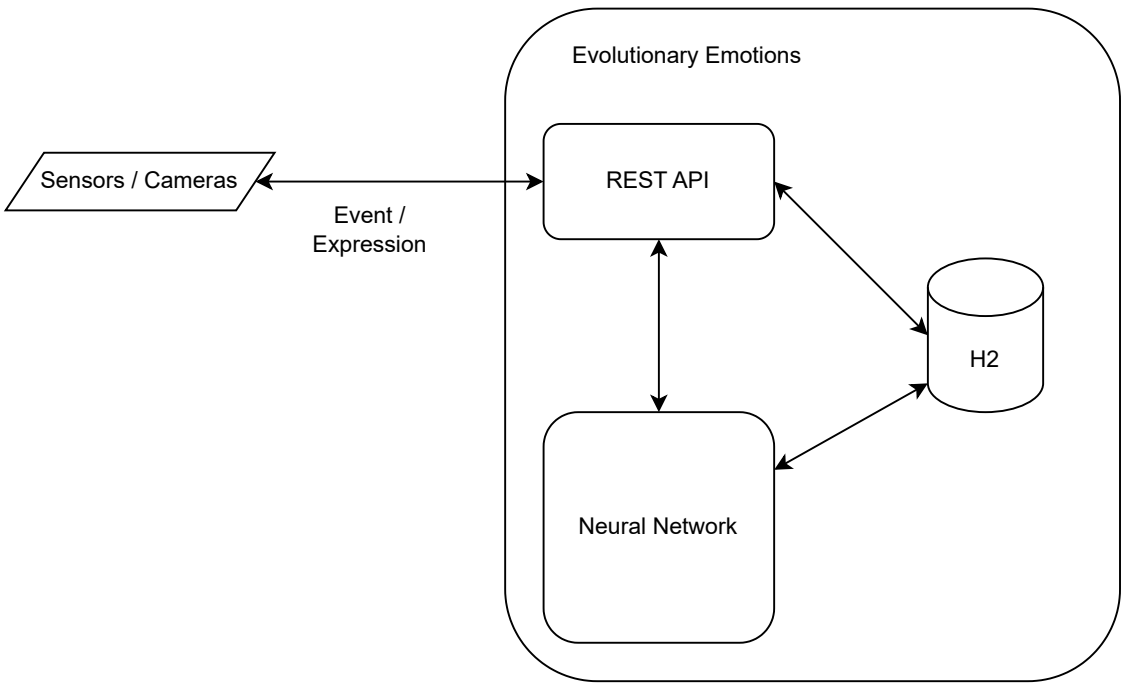 Evolutionary Emotions
Sensors / Cameras
REST API
Event /
Expression
H2
Neural Network